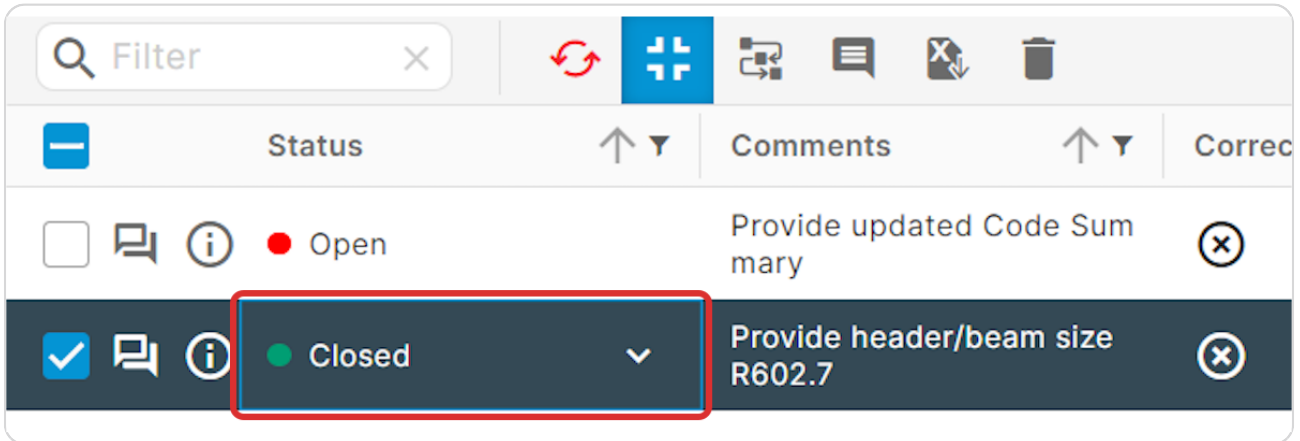 Filter
Status
Comments
Correc
Open
Provide updated Code Sum
mary
Closed
Provide header/beam size
R602.7